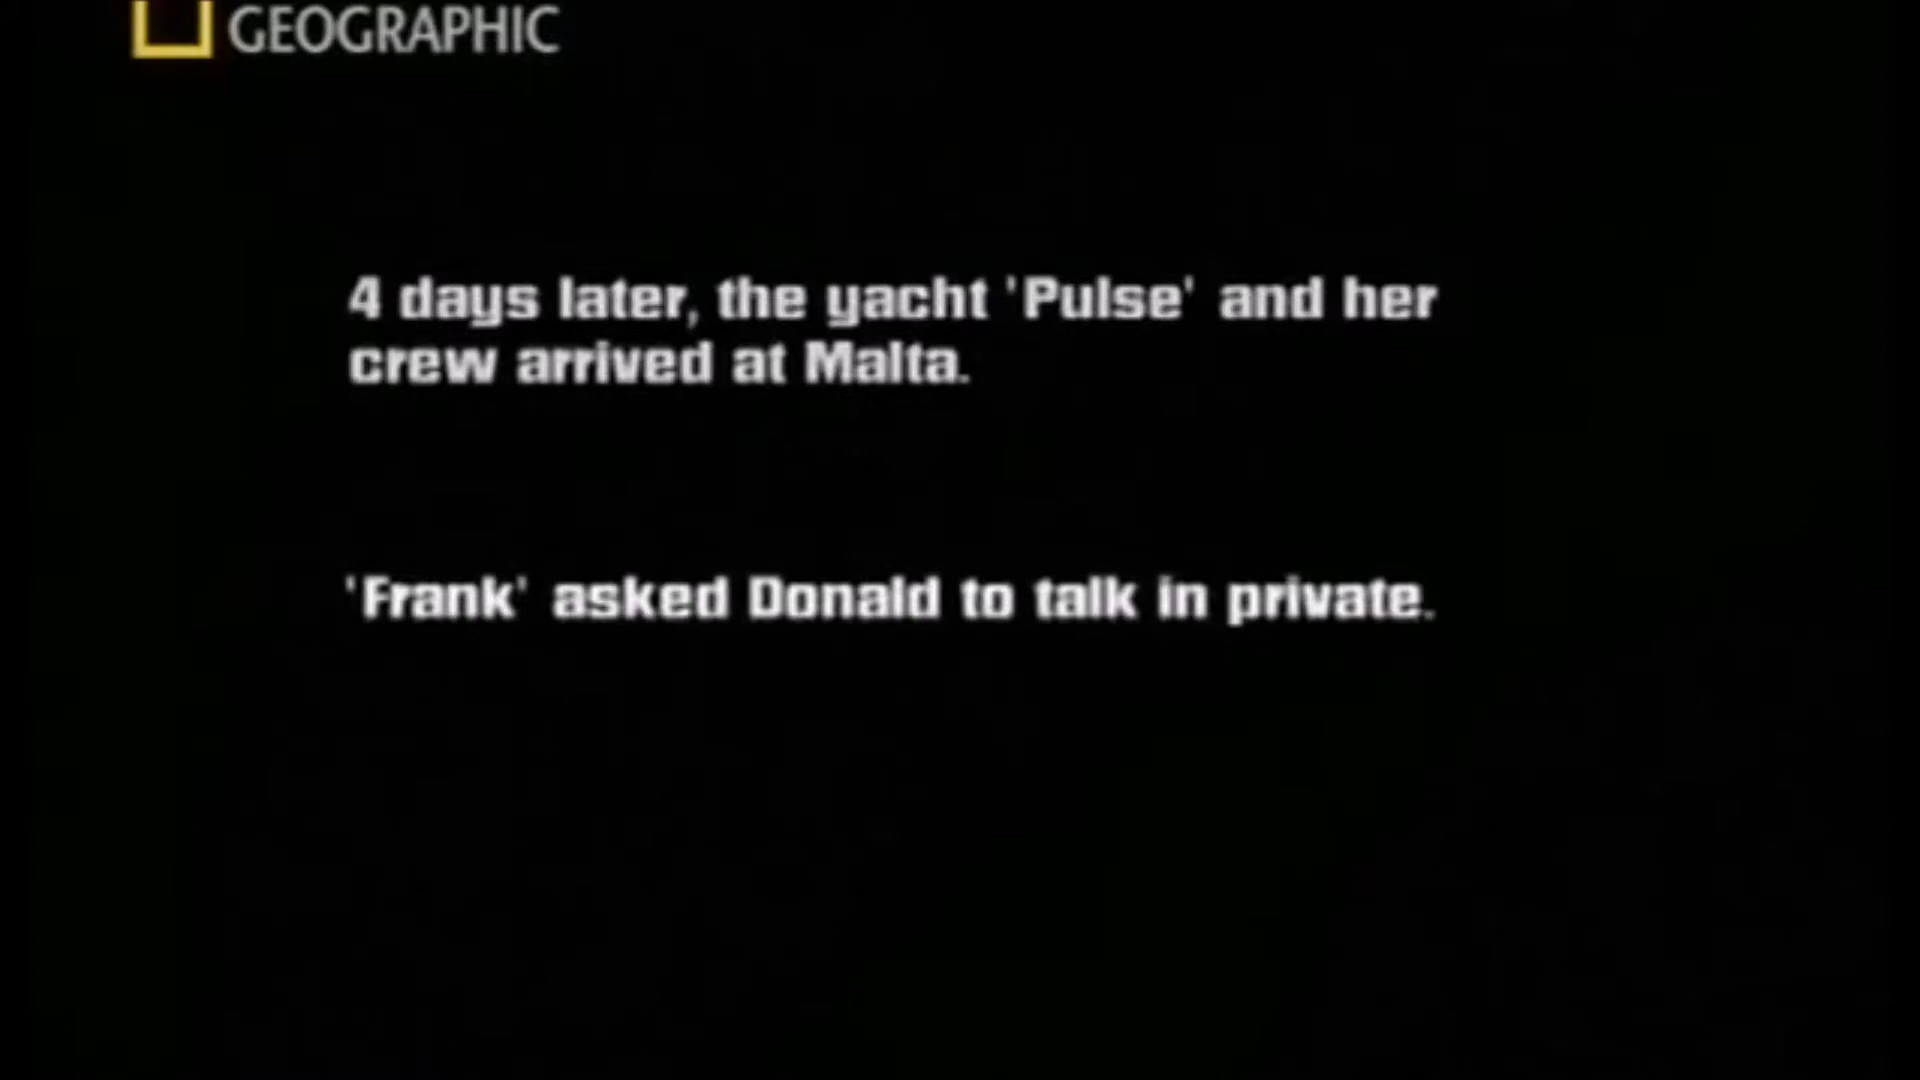 GEOGRAPHIC
4 days later, the yacht 'Pulse' and her
crew arrived at Malta.
'Frank' asked Donald to talk in private.